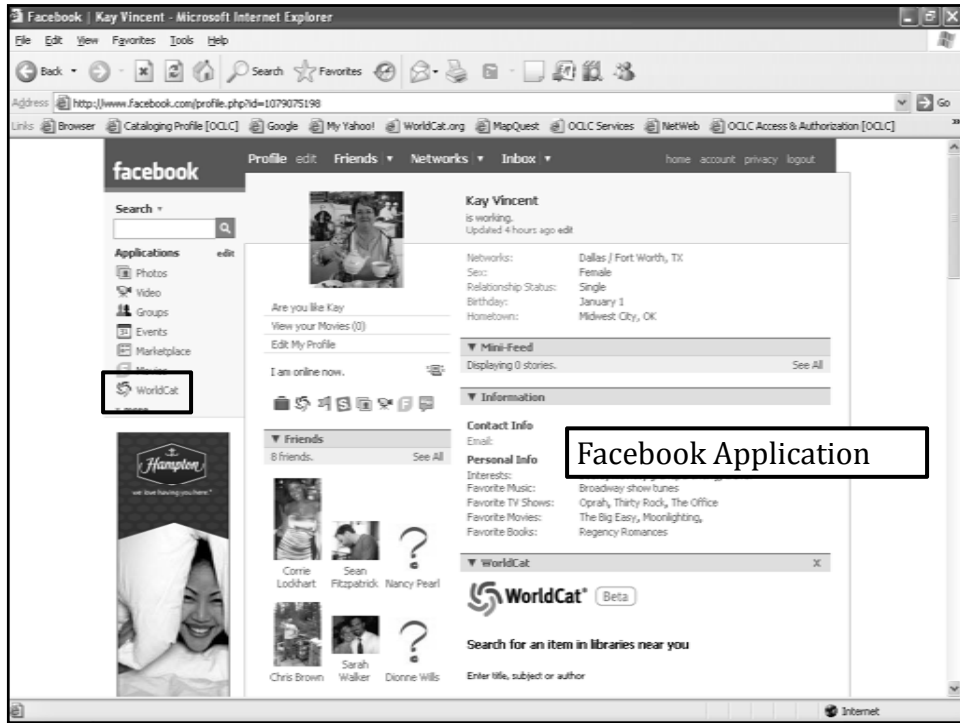 Facebook | Kay Vincent - Microsoft Internet Explorer
File Edit View Favorites Tools Help
Back Search Favorites
Address http://www.facebook.com/profile.php?id=1079075198 Go
Links Browser Cataloging Profile [OCLC] Google My Yahoo! WorldCat.org MapQuest OCLC Services NetWeb OCLC Access & Authorization [OCLC] »
facebook
Profile edit Friends Networks Inbox home account privacy logout
Search
Applications edit
Photos
Video
Groups
31 Events
Marketplace
Movies
WorldCat
more
Hampton
we love having you here.®
Are you like Kay
View your Movies (0)
Edit My Profile
I am online now.
Friends
8 friends. See All
Corrie Lockhart
Sean Fitzpatrick
Nancy Pearl
Chris Brown
Sarah Walker
Dionne Wills
Kay Vincent
is working.
Updated 4 hours ago edit
Networks: Dallas / Fort Worth, TX
Sex: Female
Relationship Status: Single
Birthday: January 1
Hometown: Midwest City, OK
Mini-Feed
Displaying 0 stories. See All
Information
Contact Info
Email:
Personal Info
Interests:
Favorite Music: Broadway show tunes
Favorite TV Shows: Oprah, Thirty Rock, The Office
Favorite Movies: The Big Easy, Moonlighting,
Favorite Books: Regency Romances
Facebook Application
WorldCat x
WorldCat® Beta
Search for an item in libraries near you
Enter title, subject or author
Internet